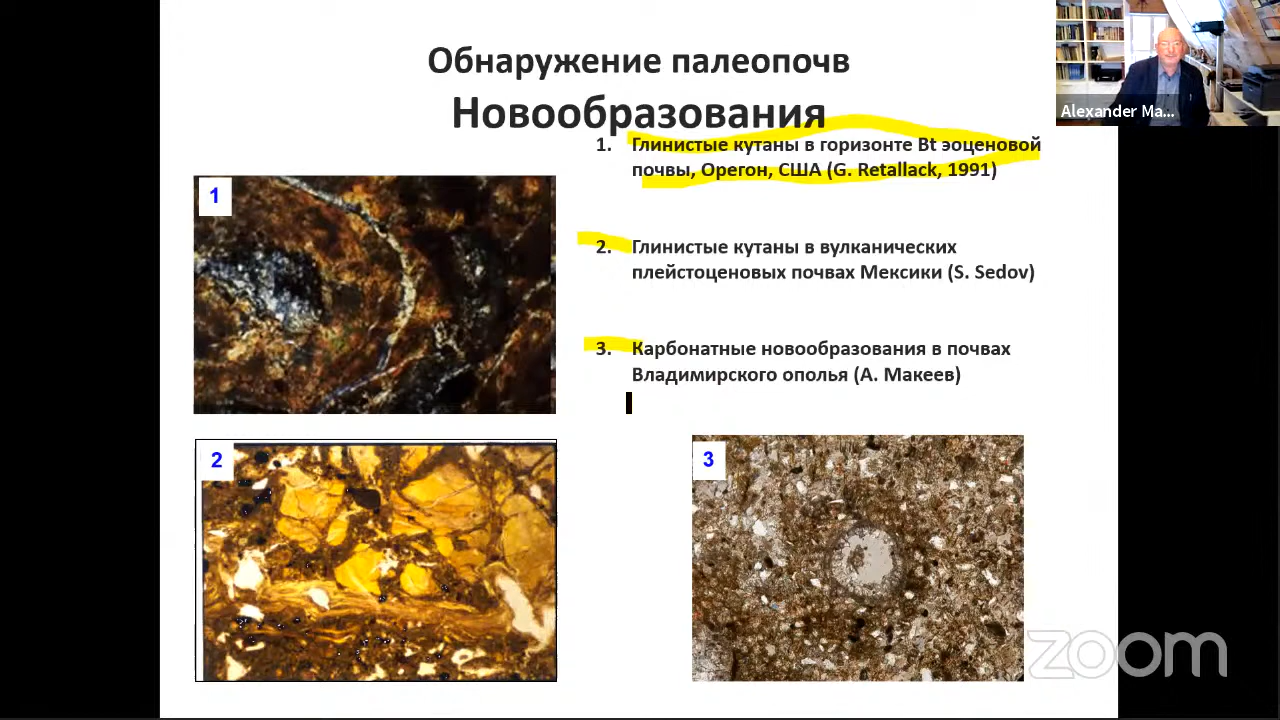 Обнаружение палеопочв
Новообразования
Alexander Ma...
1. Глинистые кутаны в горизонте Bt эоценовой
почвы, Орегон, США (G. Retallack, 1991)
2. Глинистые кутаны в вулканических
плейстоценовых почвах Мексики (S. Sedov)
3. Карбонатные новообразования в почвах
Владимирского ополья (А. Макеев)
1
2
3
zoom